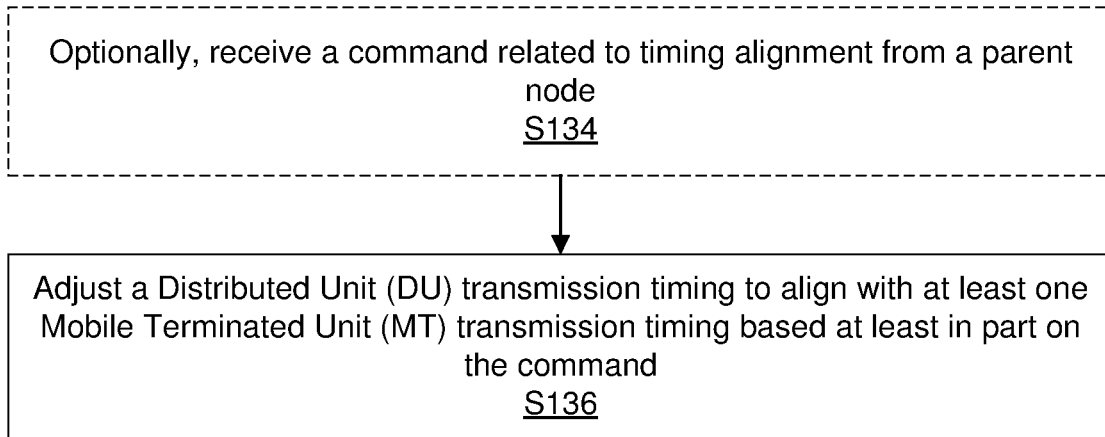 Optionally, receive a command related to timing alignment from a parent
node
S134
Adjust a Distributed Unit (DU) transmission timing to align with at least one
Mobile Terminated Unit (MT) transmission timing based at least in part on
the command
S136